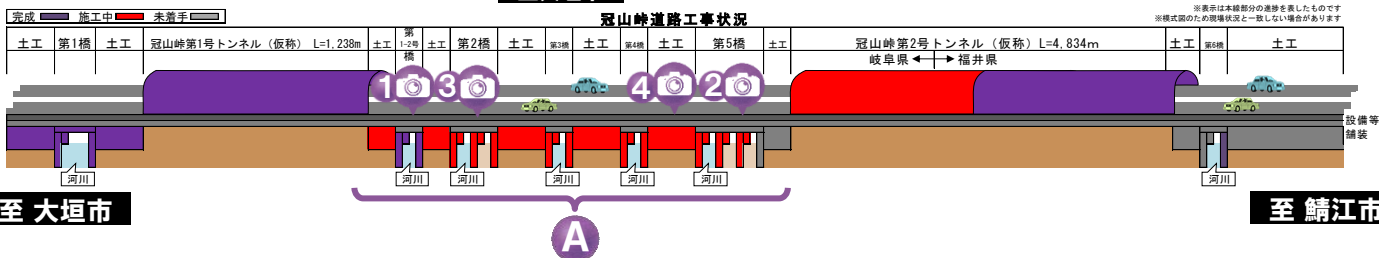 冠山峠道路工事状況
※表示は本線部分の進捗を表したものです
※模式図のため現場状況と一致しない場合があります
完成 施工中 未着手
土工 第1橋 土工 冠山峠第1号トンネル（仮称） L=1,238m 土工 第1-2号橋 土工 第2橋 土工 第3橋 土工 第4橋 土工 第5橋 土工 冠山峠第2号トンネル（仮称）L=4,834m 土工 第6橋 土工
岐阜県 福井県
1 3 4 2
設備等
舗装
河川 河川 河川 河川 河川 河川 河川
至 大垣市
至 鯖江市
A